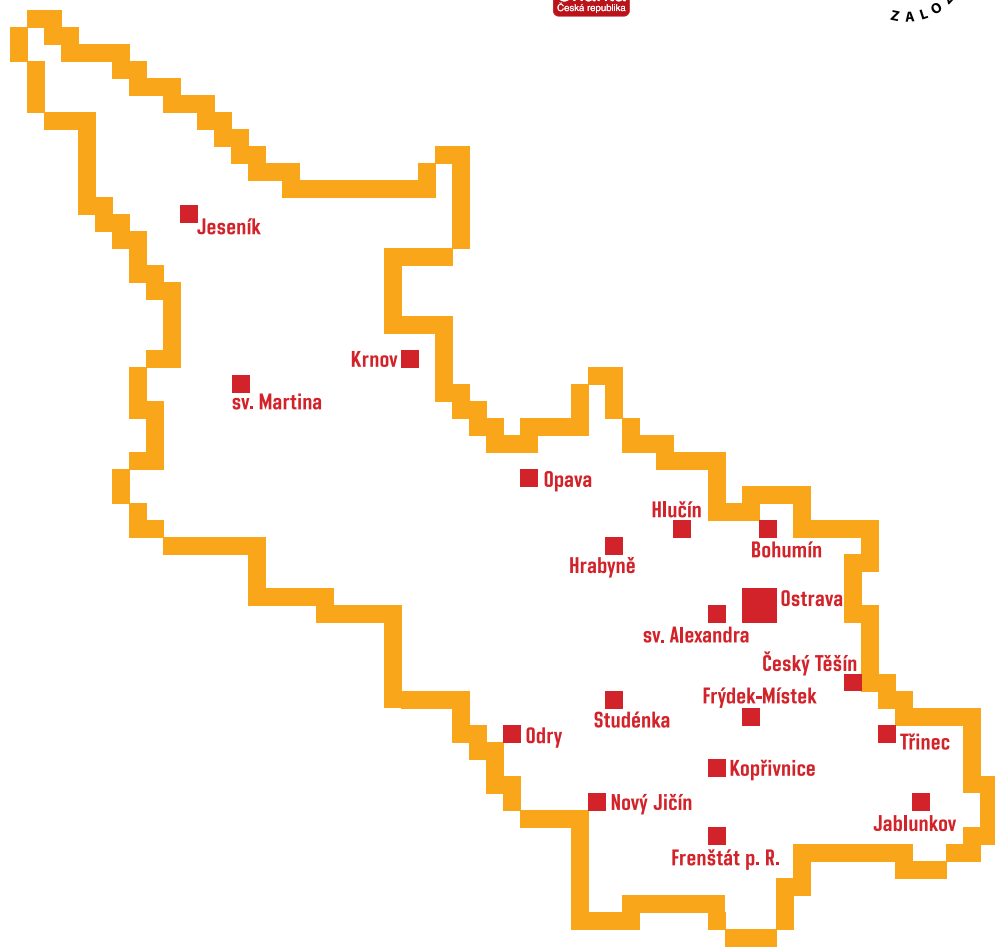 Česká republika
ZALO
Jeseník
Krnov
sv. Martina
Opava
Hlučín
Bohumín
Hrabyně
Ostrava
sv. Alexandra
Český Těšín
Frýdek-Místek
Studénka
Odry
Třinec
Kopřivnice
Nový Jičín
Jablunkov
Frenštát p. R.